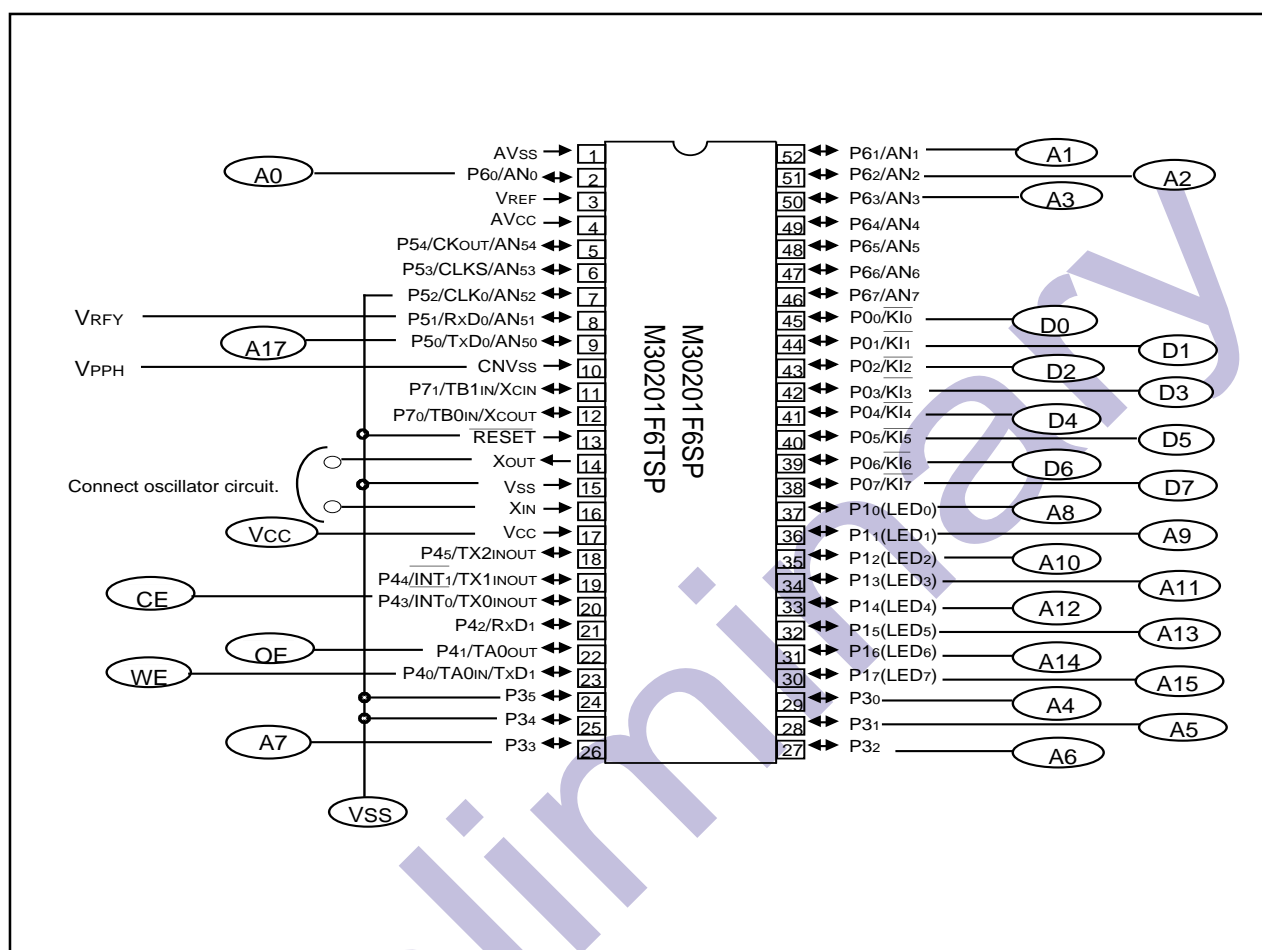 AVSS 1
A0 P60/AN0 2
VREF 3
AVCC 4
P54/CKOUT/AN54 5
P53/CLKS/AN53 6
P52/CLK0/AN52 7
VRFY P51/RXD0/AN51 8
A17 P50/TXD0/AN50 9
VPPH CNVSS 10
P71/TB1IN/XCIN 11
P70/TB0IN/XCOUT 12
RESET 13
XOUT 14
Connect oscillator circuit. VSS 15
XIN 16
VCC VCC 17
P45/TX2INOUT 18
P44/INT1/TX1INOUT 19
CE P43/INT0/TX0INOUT 20
P42/RXD1 21
OE P41/TA0OUT 22
WE P40/TA0IN/TXD1 23
P35 24
P34 25
A7 P33 26
VSS
M30201F6SP
M30201F6TSP
52 P61/AN1 A1
51 P62/AN2 A2
50 P63/AN3 A3
49 P64/AN4
48 P65/AN5
47 P66/AN6
46 P67/AN7
45 P00/KI0 D0
44 P01/KI1 D1
43 P02/KI2 D2
42 P03/KI3 D3
41 P04/KI4 D4
40 P05/KI5 D5
39 P06/KI6 D6
38 P07/KI7 D7
37 P10(LED0) A8
36 P11(LED1) A9
35 P12(LED2) A10
34 P13(LED3) A11
33 P14(LED4) A12
32 P15(LED5) A13
31 P16(LED6) A14
30 P17(LED7) A15
29 P30 A4
28 P31 A5
27 P32 A6
liminary